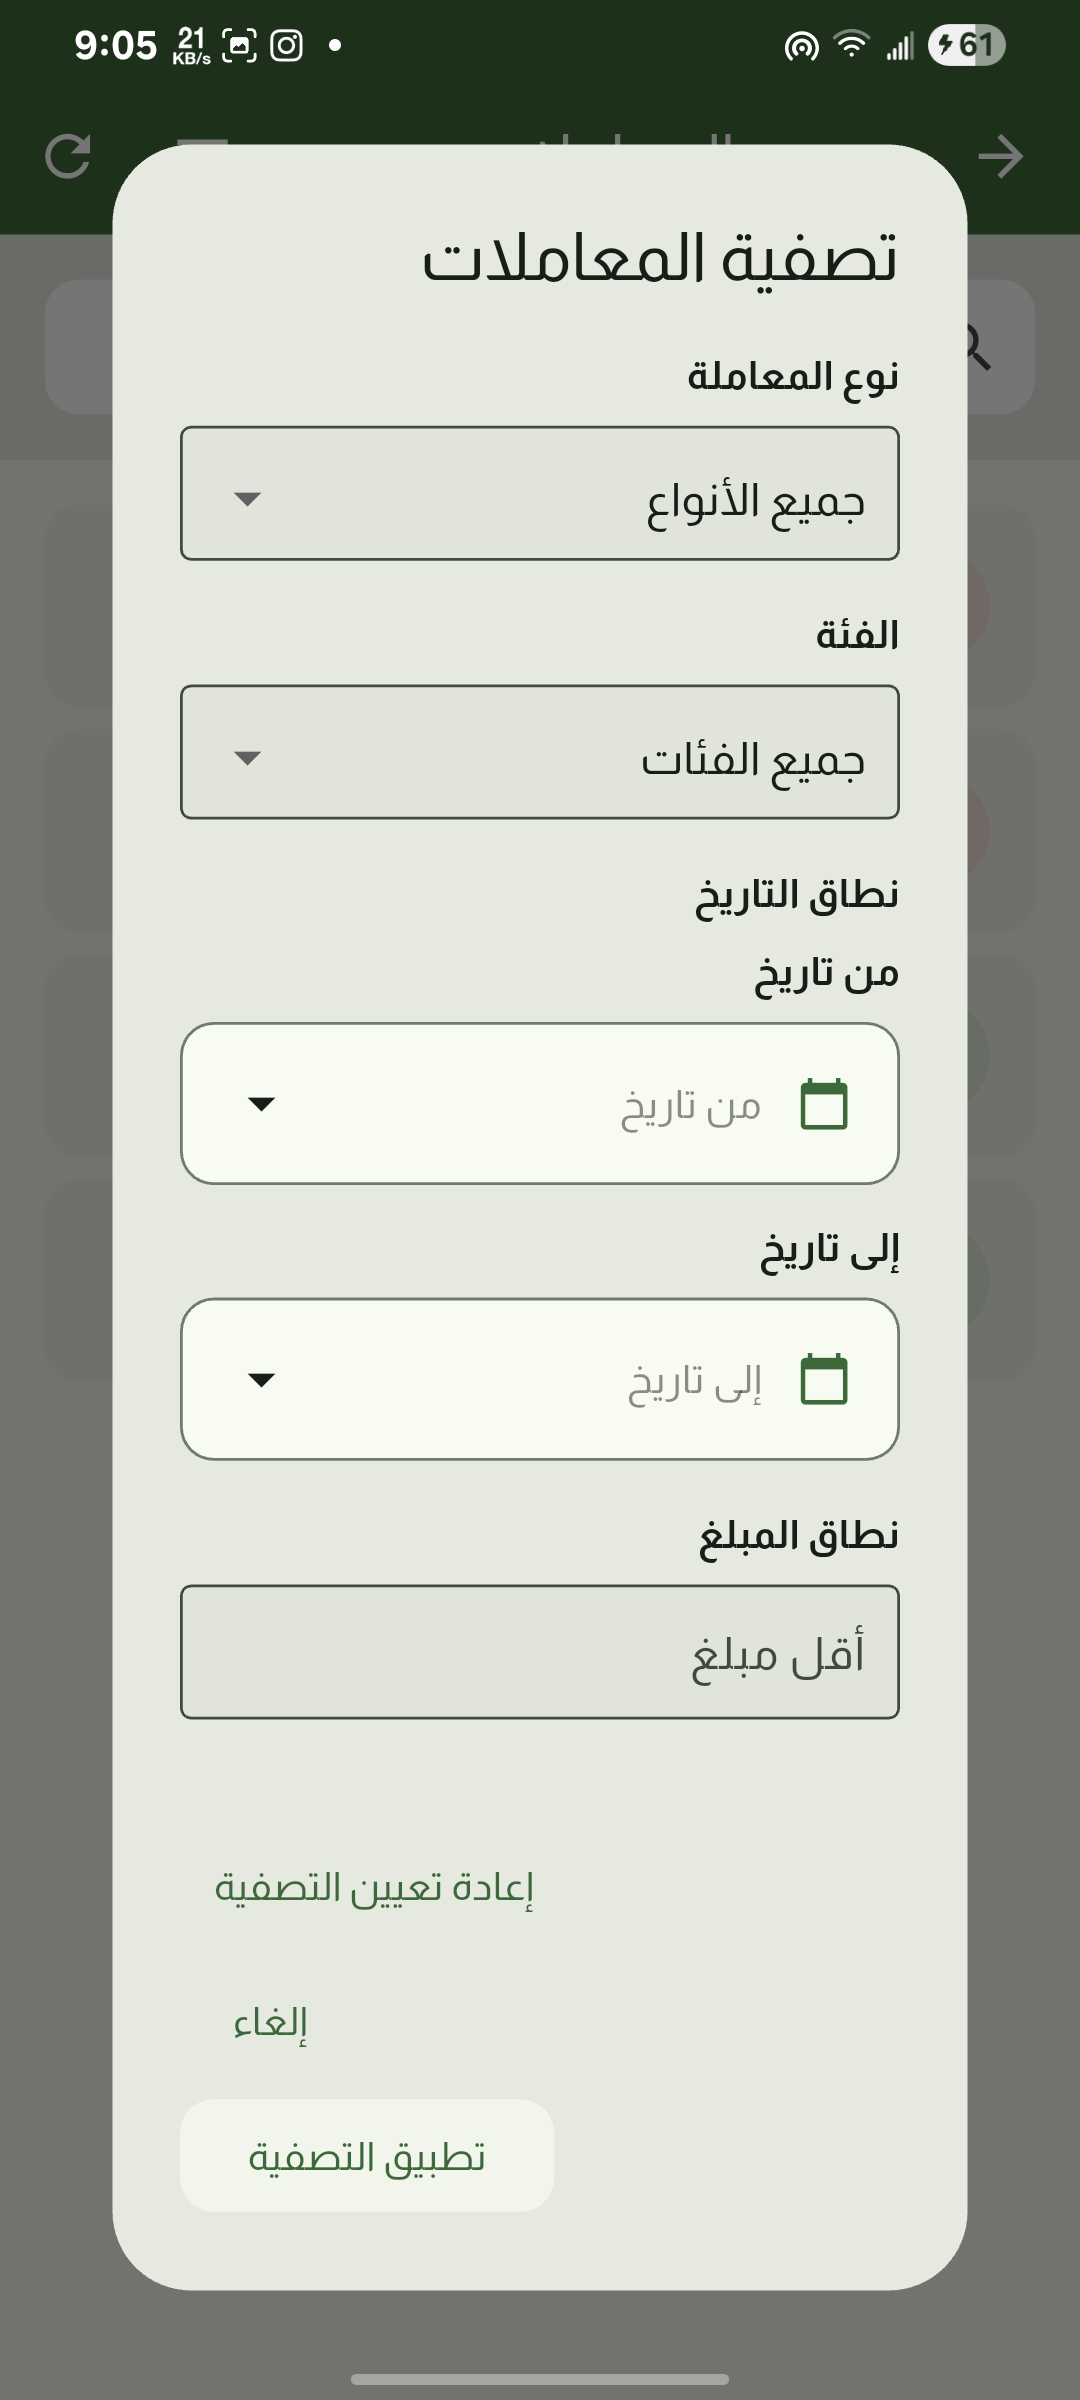 9:05 21 KB/s 61
تصفية المعاملات
نوع المعاملة
جميع الأنواع
الفئة
جميع الفئات
نطاق التاريخ
من تاريخ
من تاريخ
إلى تاريخ
إلى تاريخ
نطاق المبلغ
أقل مبلغ
إعادة تعيين التصفية
إلغاء
تطبيق التصفية